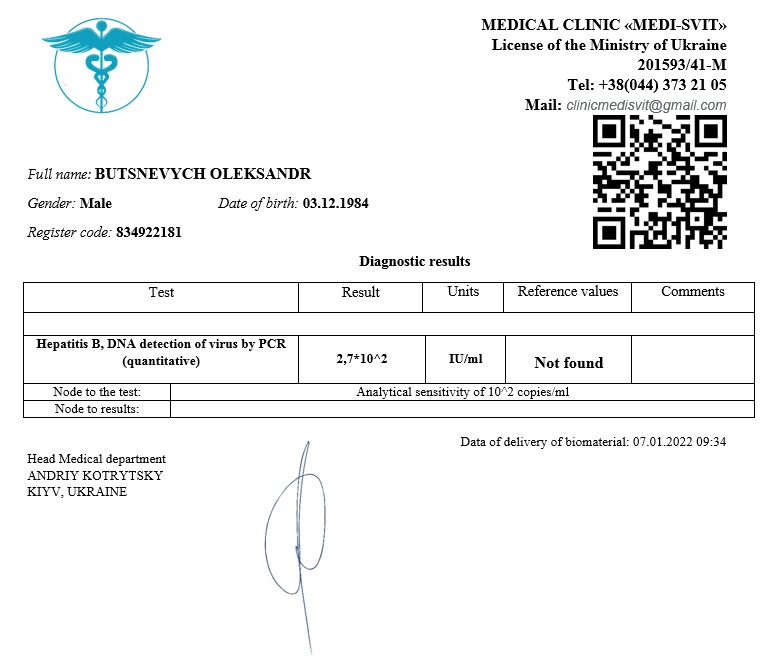 MEDICAL CLINIC «MEDI-SVIT»
License of the Ministry of Ukraine
201593/41-M
Tel: +38(044) 373 21 05
Mail: clinicmedisvit@gmail.com
Full name: BUTSNEVYCH OLEKSANDR
Gender: Male Date of birth: 03.12.1984
Register code: 834922181
Diagnostic results
Test Result Units Reference values Comments
Hepatitis B, DNA detection of virus by PCR
(quantitative) 2,7*10^2 IU/ml Not found
Node to the test: Analytical sensitivity of 10^2 copies/ml
Node to results:
Data of delivery of biomaterial: 07.01.2022 09:34
Head Medical department
ANDRIY KOTRYTSKY
KIYV, UKRAINE